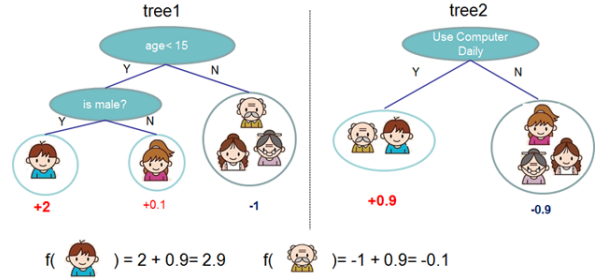 tree1
tree2
age< 15
Use Computer
Daily
Y
N
Y
N
is male?
Y
N
+2
+0.1
-1
+0.9
-0.9
f( ) = 2 + 0.9= 2.9
f( )= -1 + 0.9= -0.1